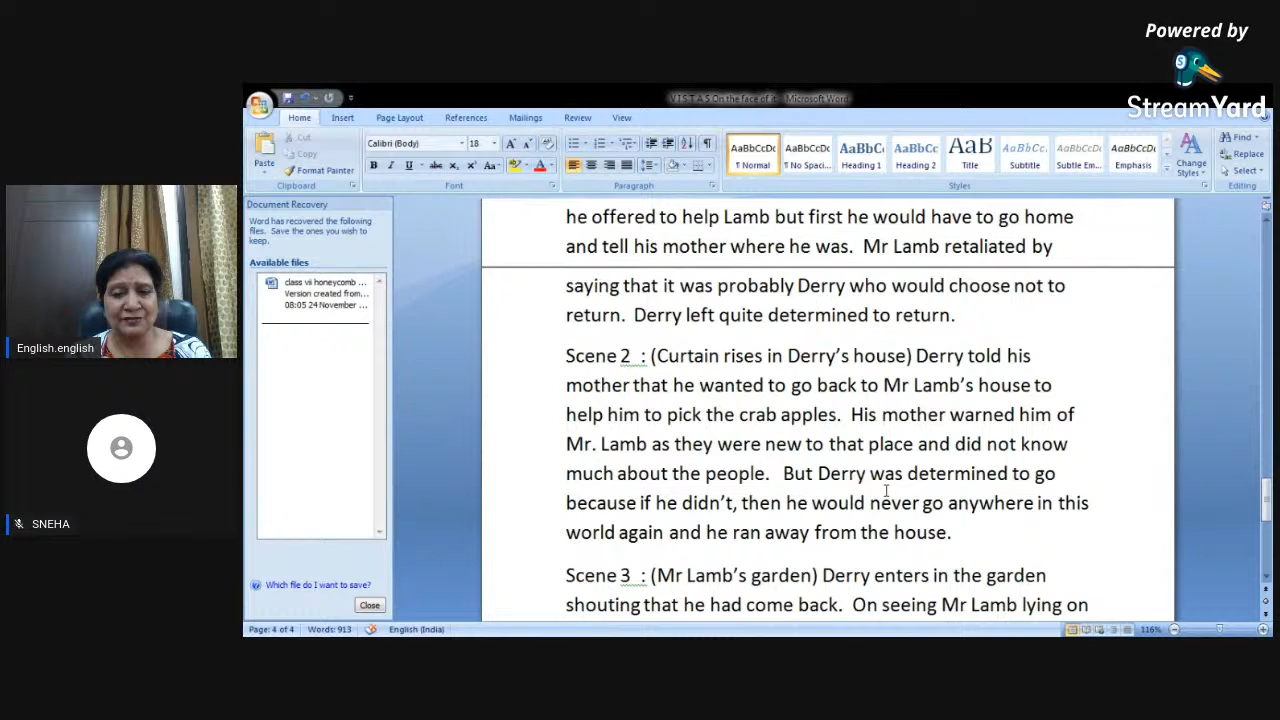 Powered by
StreamYard
V I S T A S On the face of it - Microsoft Word
Home Insert Page Layout References Mailings Review View
Paste
Cut
Copy
Format Painter
Clipboard
Calibri (Body) 18
Font
Paragraph
AaBbCcDc AaBbCcDc AaBbCc AaBbCc AaB AaBbCc. AaBbCcDc AaBbCcDc
¶ Normal ¶ No Spaci... Heading 1 Heading 2 Title Subtitle Subtle Em... Emphasis
Change
Styles
Styles
Find
Replace
Select
Editing
Document Recovery
Word has recovered the following
files. Save the ones you wish to
keep.
Available files
class vii honeycomb ...
Version created from...
08:05 24 November ...
Which file do I want to save?
Close
he offered to help Lamb but first he would have to go home
and tell his mother where he was. Mr Lamb retaliated by
saying that it was probably Derry who would choose not to
return. Derry left quite determined to return.
Scene 2 : (Curtain rises in Derry’s house) Derry told his
mother that he wanted to go back to Mr Lamb’s house to
help him to pick the crab apples. His mother warned him of
Mr. Lamb as they were new to that place and did not know
much about the people. But Derry was determined to go
because if he didn’t, then he would never go anywhere in this
world again and he ran away from the house.
Scene 3 : (Mr Lamb’s garden) Derry enters in the garden
shouting that he had come back. On seeing Mr Lamb lying on
Page: 4 of 4 Words: 913 English (India) 116%
English.english
SNEHA